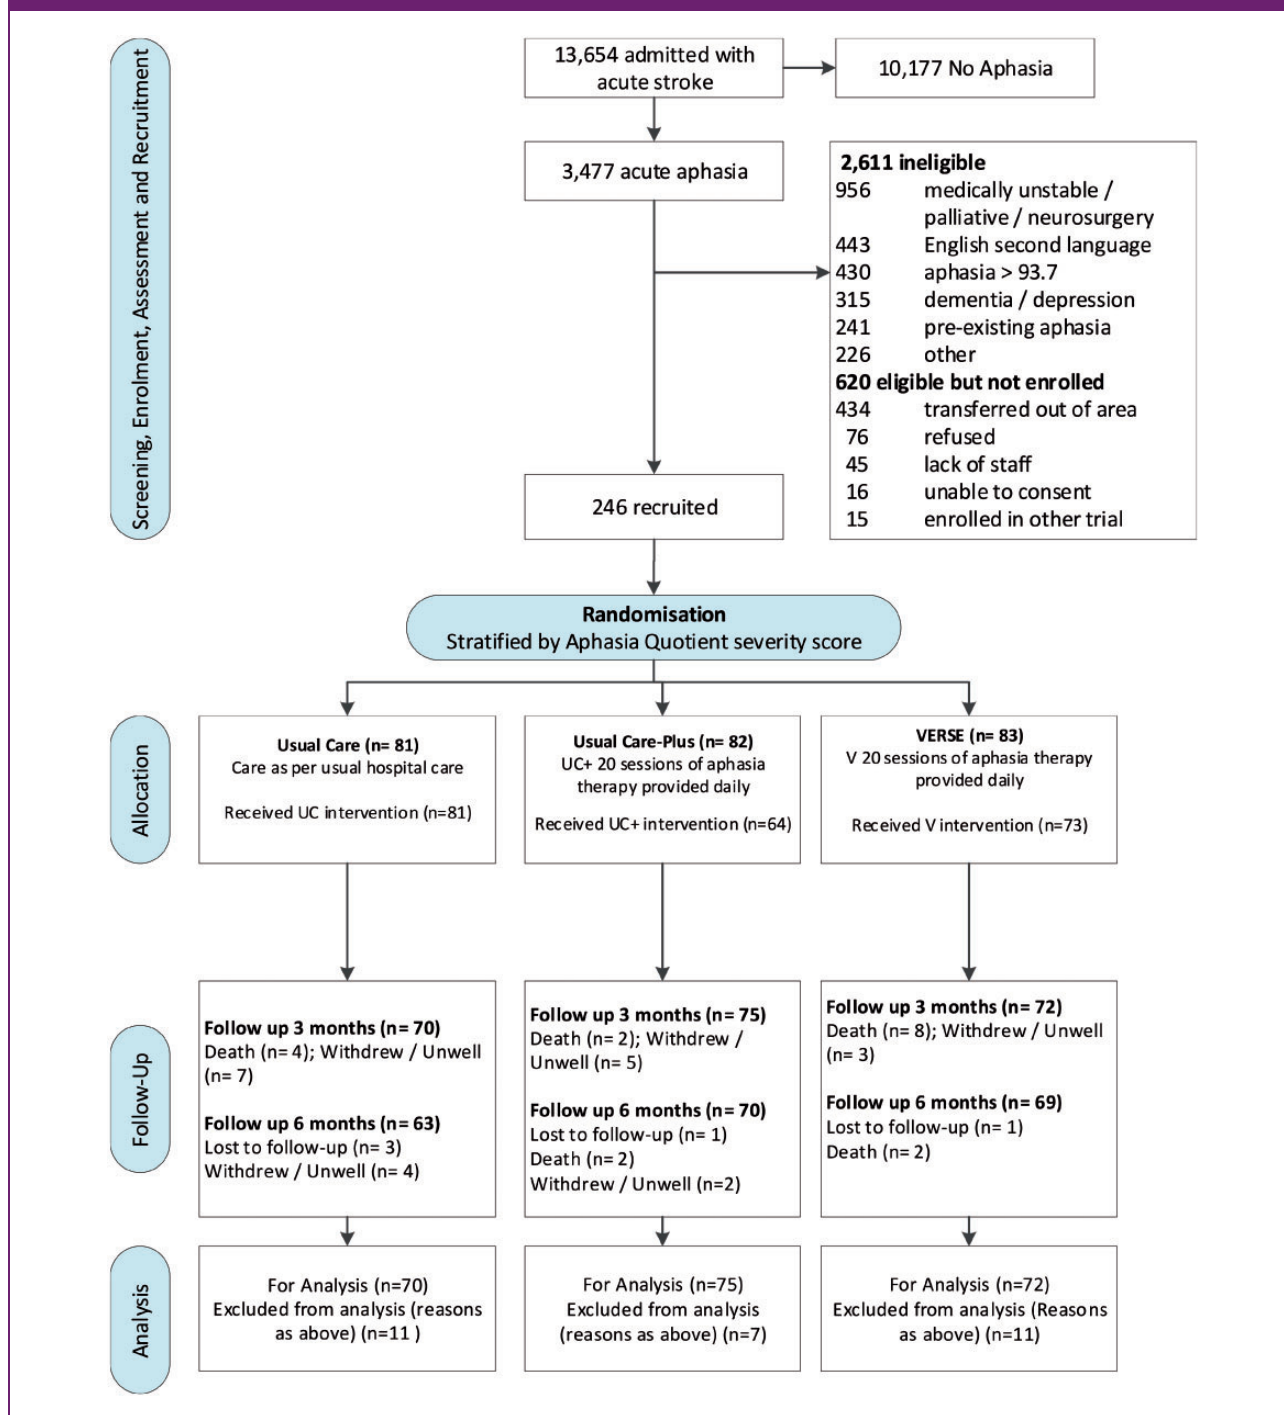 Screening, Enrolment, Assessment and Recruitment
13,654 admitted with
acute stroke
10,177 No Aphasia
3,477 acute aphasia
2,611 ineligible
956 medically unstable /
palliative / neurosurgery
443 English second language
430 aphasia > 93.7
315 dementia / depression
241 pre-existing aphasia
226 other
620 eligible but not enrolled
434 transferred out of area
76 refused
45 lack of staff
16 unable to consent
15 enrolled in other trial
246 recruited
Randomisation
Stratified by Aphasia Quotient severity score
Allocation
Usual Care (n= 81)
Care as per usual hospital care
Received UC intervention (n=81)
Usual Care-Plus (n= 82)
UC+ 20 sessions of aphasia
therapy provided daily
Received UC+ intervention (n=64)
VERSE (n= 83)
V 20 sessions of aphasia therapy
provided daily
Received V intervention (n=73)
Follow-Up
Follow up 3 months (n= 70)
Death (n= 4); Withdrew / Unwell
(n= 7)
Follow up 6 months (n= 63)
Lost to follow-up (n= 3)
Withdrew / Unwell (n= 4)
Follow up 3 months (n= 75)
Death (n= 2); Withdrew /
Unwell (n= 5)
Follow up 6 months (n= 70)
Lost to follow-up (n= 1)
Death (n= 2)
Withdrew / Unwell (n=2)
Follow up 3 months (n= 72)
Death (n= 8); Withdrew / Unwell
(n= 3)
Follow up 6 months (n= 69)
Lost to follow-up (n= 1)
Death (n= 2)
Analysis
For Analysis (n=70)
Excluded from analysis (reasons
as above) (n=11 )
For Analysis (n=75)
Excluded from analysis
(reasons as above) (n=7)
For Analysis (n=72)
Excluded from analysis (Reasons
as above) (n=11)